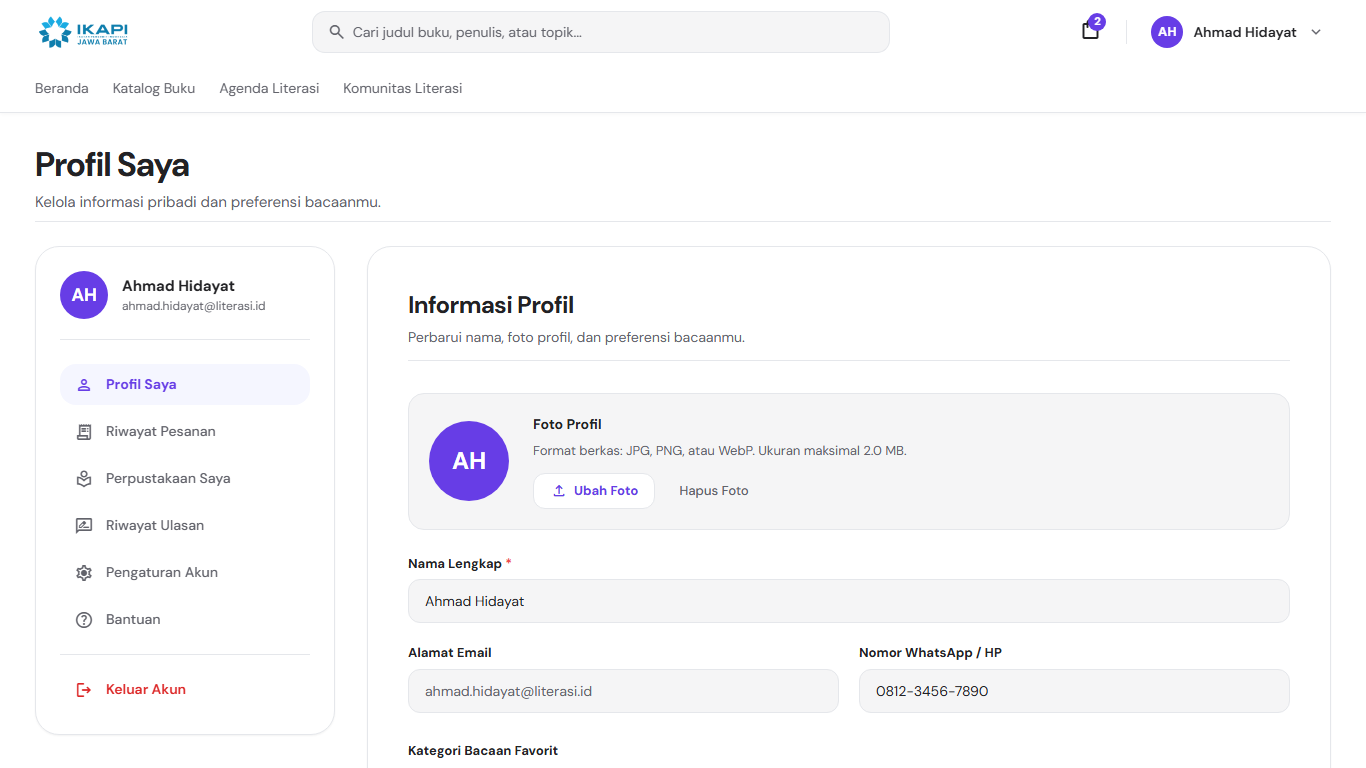 IKAPI
JAWA BARAT
Cari judul buku, penulis, atau topik...
2
AH
Ahmad Hidayat
Beranda
Katalog Buku
Agenda Literasi
Komunitas Literasi
Profil Saya
Kelola informasi pribadi dan preferensi bacaanmu.
AH
Ahmad Hidayat
ahmad.hidayat@literasi.id
Profil Saya
Riwayat Pesanan
Perpustakaan Saya
Riwayat Ulasan
Pengaturan Akun
Bantuan
Keluar Akun
Informasi Profil
Perbarui nama, foto profil, dan preferensi bacaanmu.
AH
Foto Profil
Format berkas: JPG, PNG, atau WebP. Ukuran maksimal 2.0 MB.
Ubah Foto
Hapus Foto
Nama Lengkap *
Ahmad Hidayat
Alamat Email
ahmad.hidayat@literasi.id
Nomor WhatsApp / HP
0812-3456-7890
Kategori Bacaan Favorit